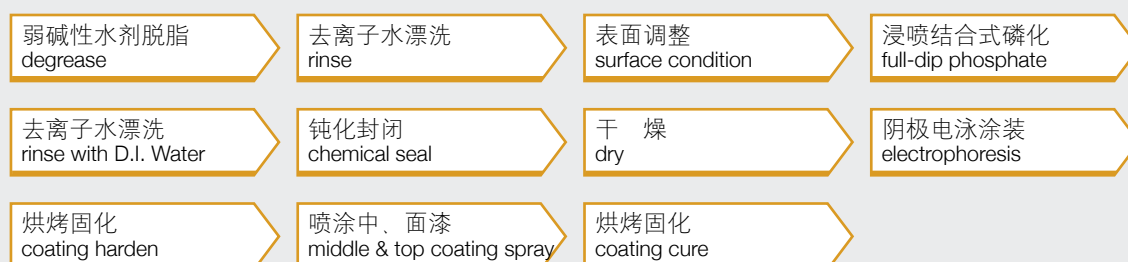 弱碱性水剂脱脂
degrease
去离子水漂洗
rinse
表面调整
surface condition
浸喷结合式磷化
full-dip phosphate
去离子水漂洗
rinse with D.I. Water
钝化封闭
chemical seal
干 燥
dry
阴极电泳涂装
electrophoresis
烘烤固化
coating harden
喷涂中、面漆
middle & top coating spray
烘烤固化
coating cure